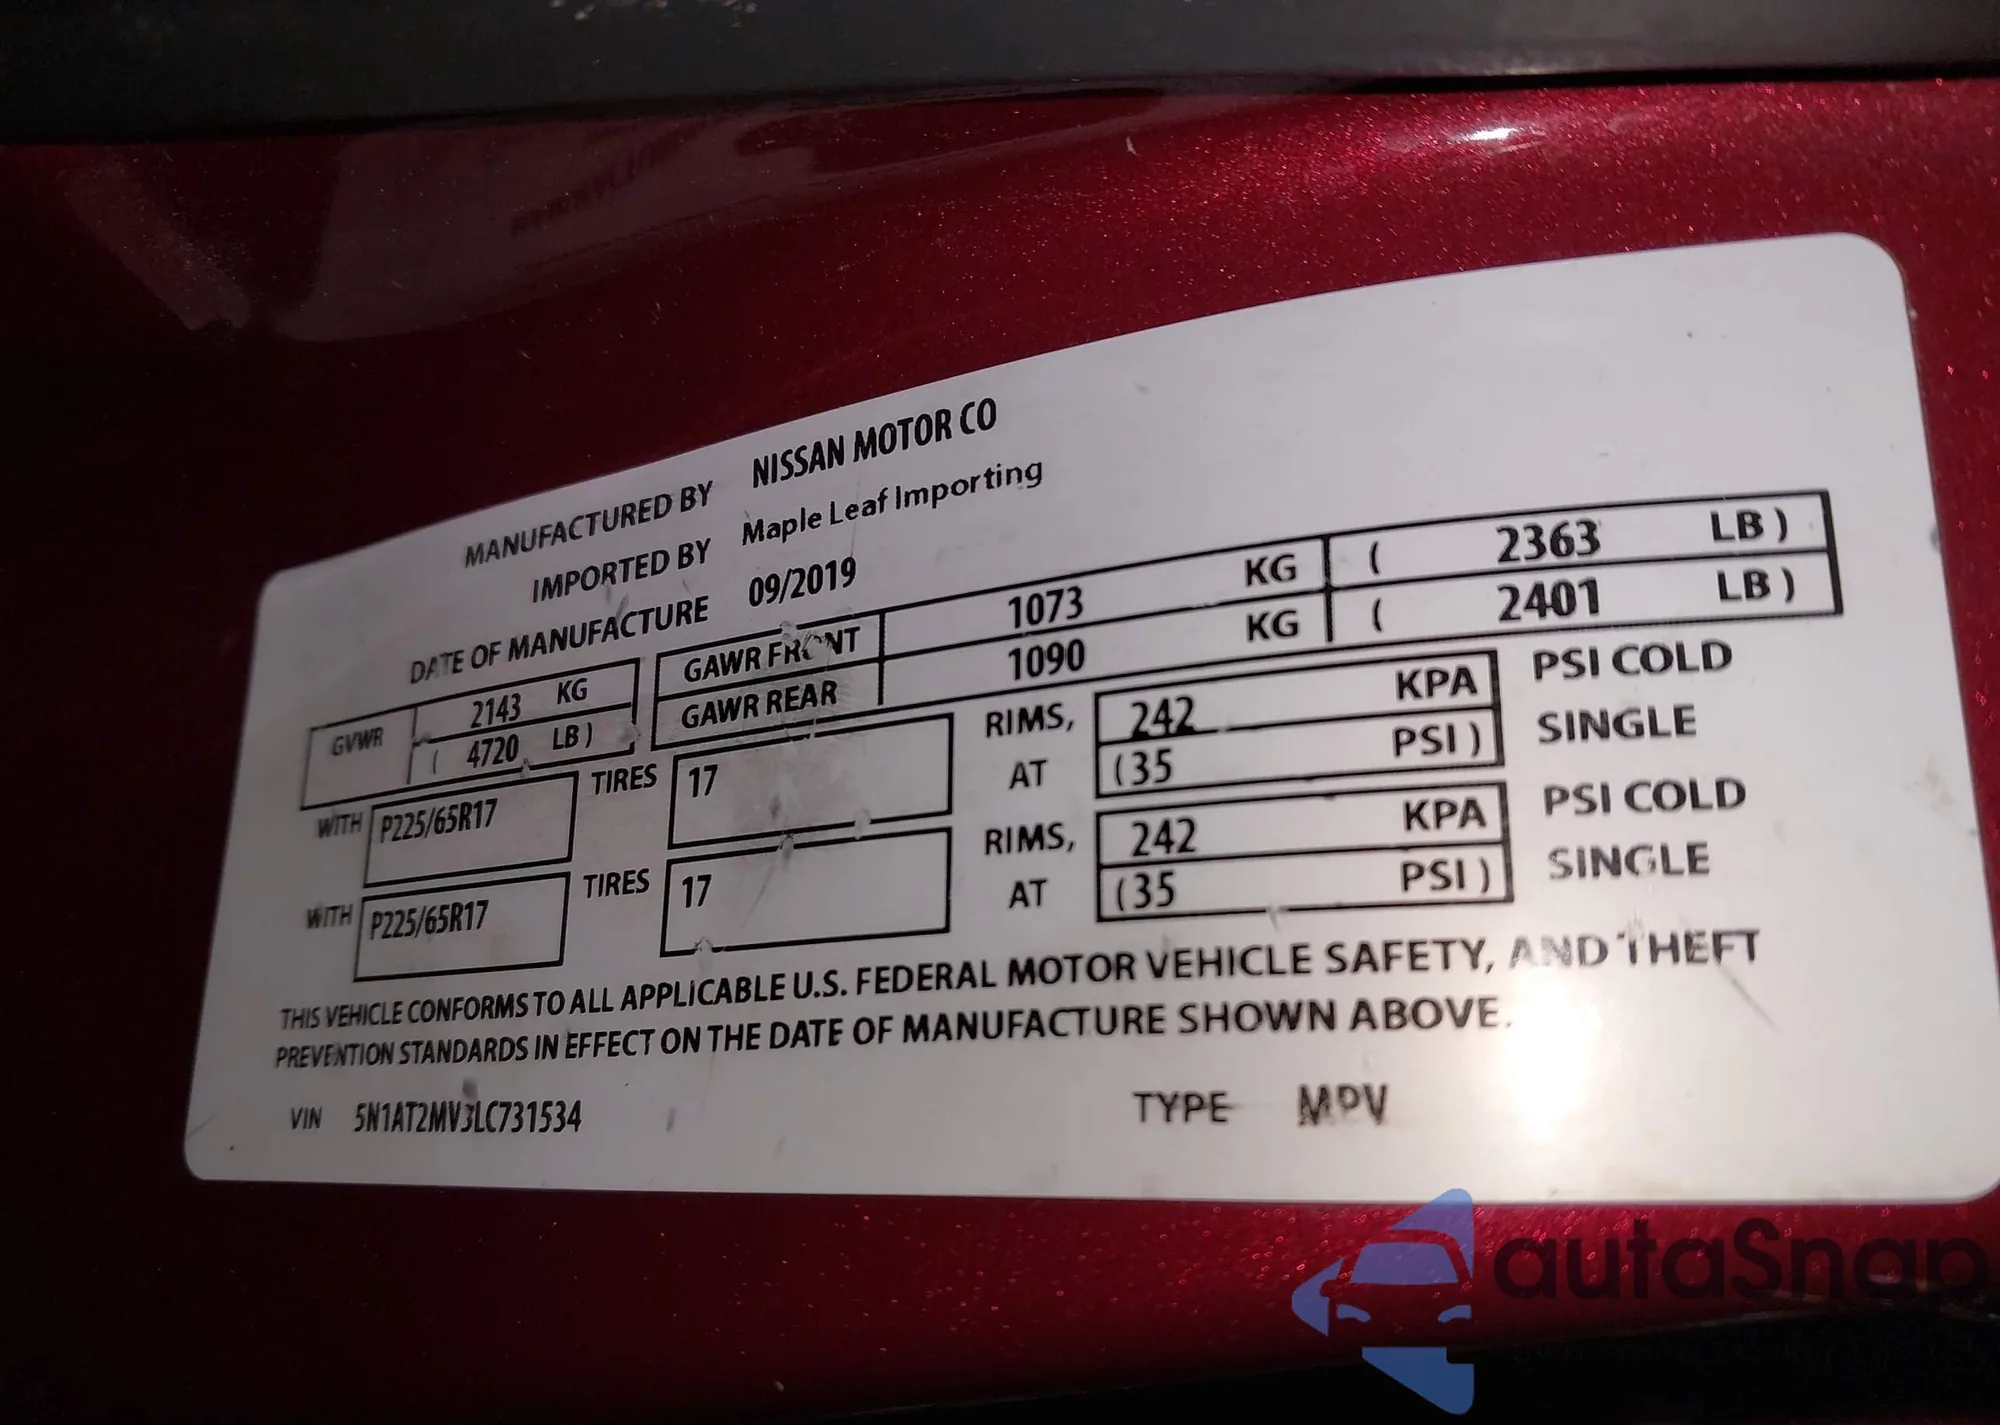 MANUFACTURED BY NISSAN MOTOR CO
IMPORTED BY Maple Leaf Importing
DATE OF MANUFACTURE 09/2019
GVWR 2143 KG
( 4720 LB )
GAWR FRONT 1073 KG ( 2363 LB )
GAWR REAR 1090 KG ( 2401 LB )
WITH P225/65R17 TIRES 17 RIMS, 242 KPA PSI COLD
AT (35 PSI ) SINGLE
WITH P225/65R17 TIRES 17 RIMS, 242 KPA PSI COLD
AT (35 PSI ) SINGLE
THIS VEHICLE CONFORMS TO ALL APPLICABLE U.S. FEDERAL MOTOR VEHICLE SAFETY, AND THEFT
PREVENTION STANDARDS IN EFFECT ON THE DATE OF MANUFACTURE SHOWN ABOVE.
VIN 5N1AT2MV3LC731534 TYPE MPV
autaSnap